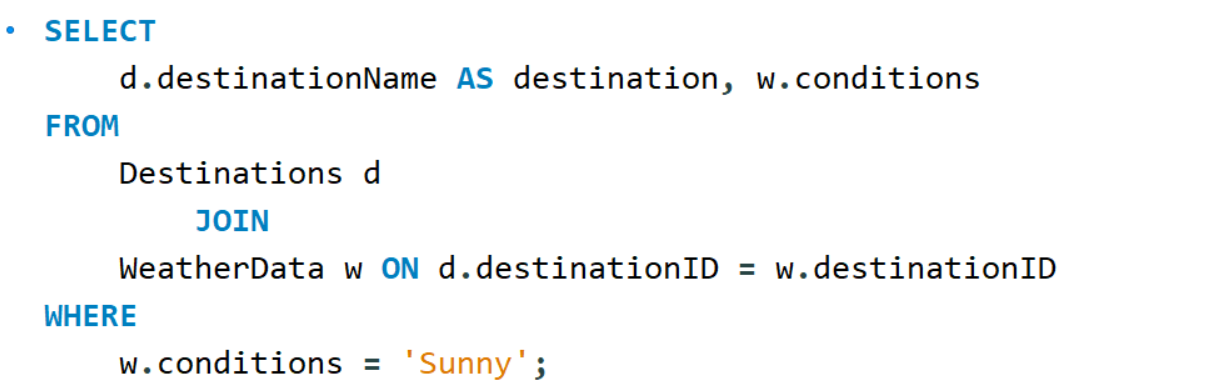 SELECT
d.destinationName AS destination, w.conditions
FROM
Destinations d
JOIN
WeatherData w ON d.destinationID = w.destinationID
WHERE
w.conditions = 'Sunny';